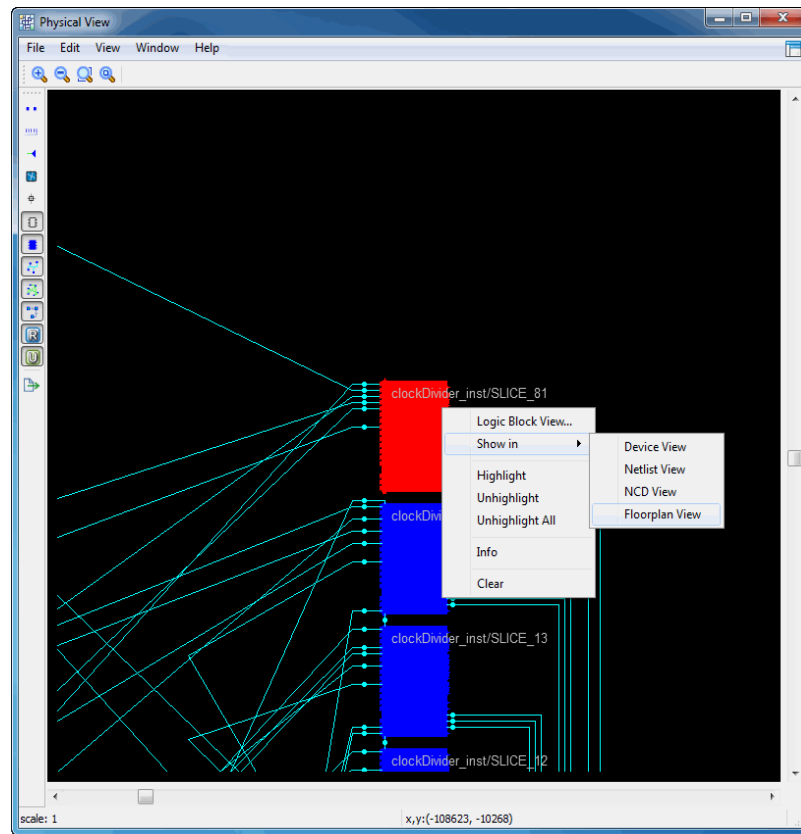 Physical View
File Edit View Window Help
R
U
clockDivider_inst/SLICE_81
Logic Block View...
Show in
Device View
Netlist View
Highlight
NCD View
Unhighlight
Floorplan View
Unhighlight All
Info
Clear
clockDivider_inst/SLICE_13
clockDivider_inst/SLICE_12
scale: 1 x,y:(-108623, -10268)